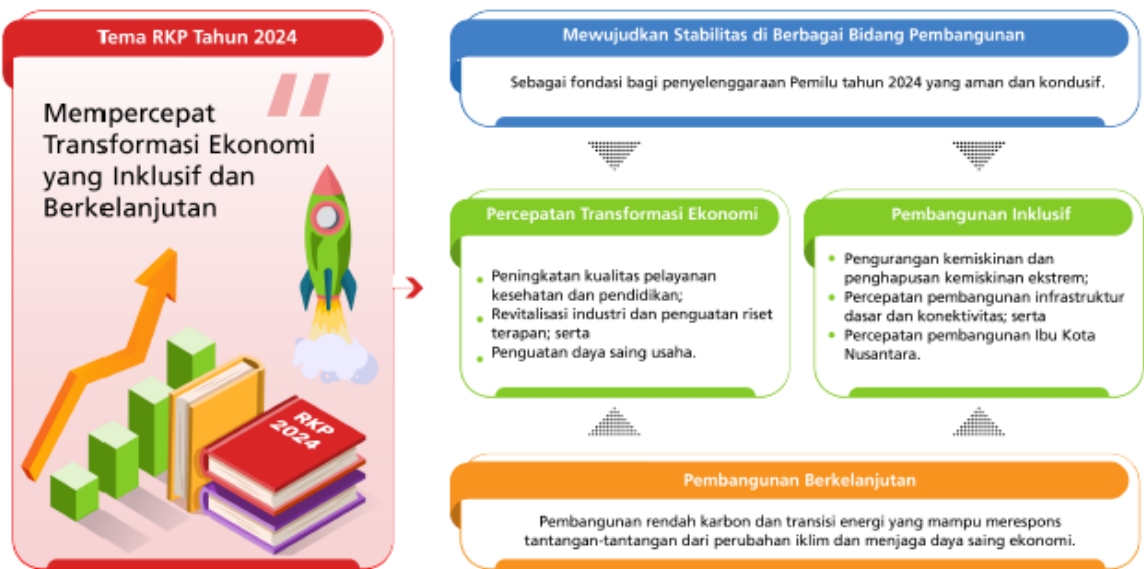 Tema RKP Tahun 2024
Mempercepat
Transformasi Ekonomi
yang Inklusif dan
Berkelanjutan
RKP
2024
Mewujudkan Stabilitas di Berbagai Bidang Pembangunan
Sebagai fondasi bagi penyelenggaraan Pemilu tahun 2024 yang aman dan kondusif.
Percepatan Transformasi Ekonomi
• Peningkatan kualitas pelayanan
kesehatan dan pendidikan;
• Revitalisasi industri dan penguatan riset
terapan; serta
• Penguatan daya saing usaha.
Pembangunan Inklusif
• Pengurangan kemiskinan dan
penghapusan kemiskinan ekstrem;
• Percepatan pembangunan infrastruktur
dasar dan konektivitas; serta
• Percepatan pembangunan Ibu Kota
Nusantara.
Pembangunan Berkelanjutan
Pembangunan rendah karbon dan transisi energi yang mampu merespons
tantangan-tantangan dari perubahan iklim dan menjaga daya saing ekonomi.